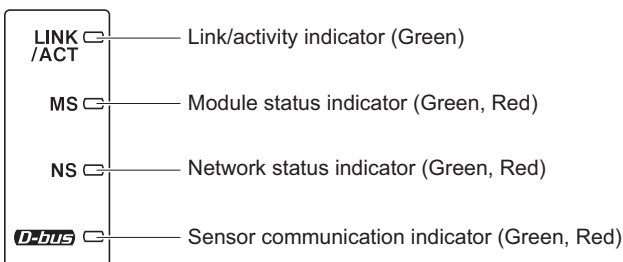 LINK
/ACT
Link/activity indicator (Green)
MS
Module status indicator (Green, Red)
NS
Network status indicator (Green, Red)
D-bus
Sensor communication indicator (Green, Red)